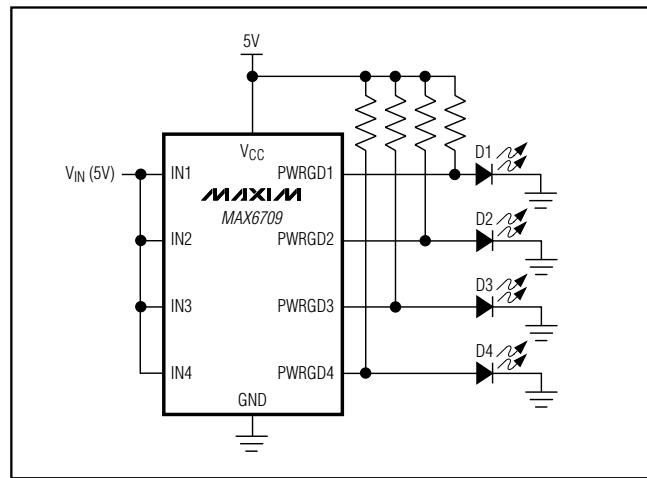 5V
V_CC
V_IN (5V)
IN1
PWRGD1
D1
MAXIM
MAX6709
IN2
PWRGD2
D2
IN3
PWRGD3
D3
IN4
PWRGD4
D4
GND